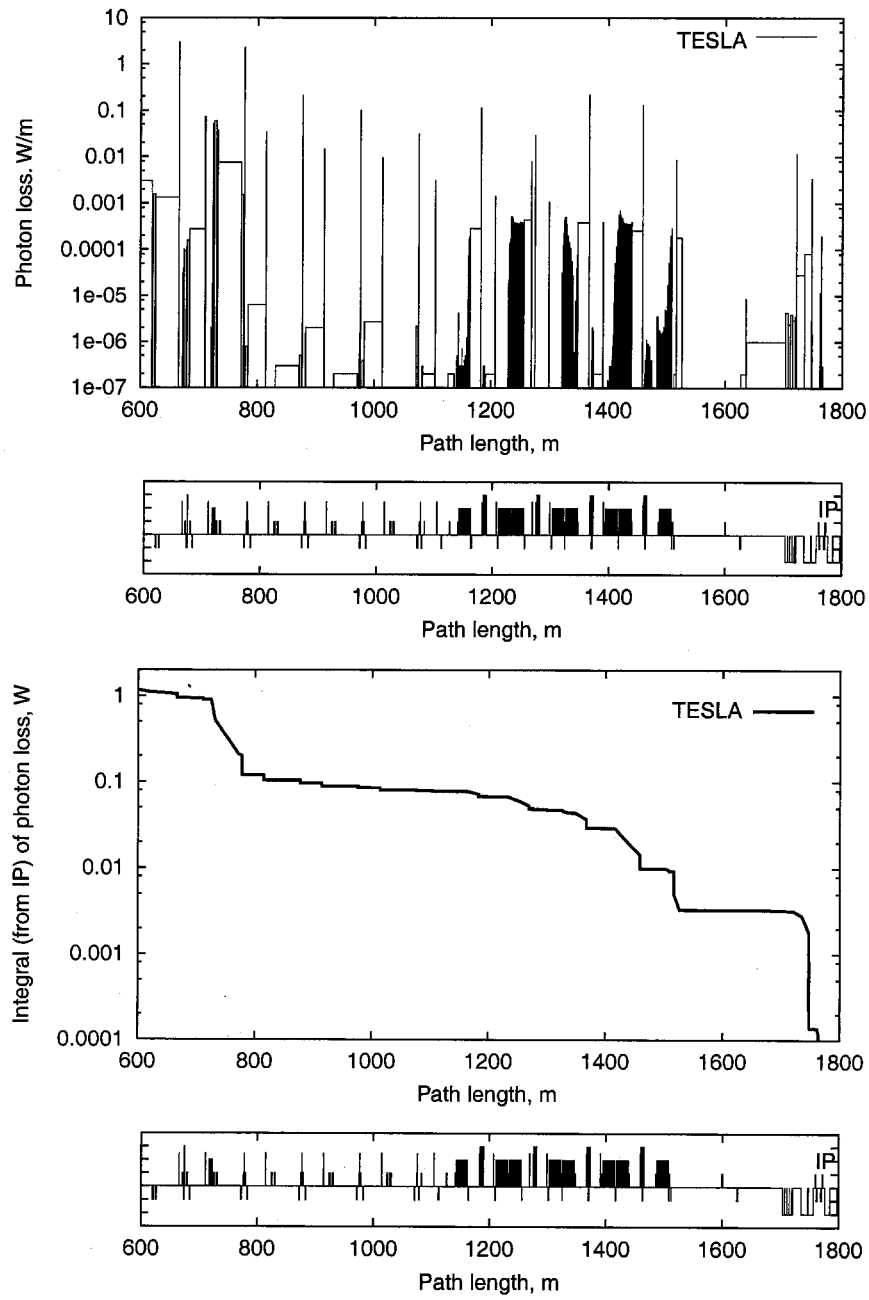 10
TESLA
1
0.1
0.01
0.001
0.0001
1e-05
1e-06
1e-07
Photon loss. W/m
600 800 1000 1200 1400 1600 1800
Path length, m
IP
600 800 1000 1200 1400 1600 1800
Path length, m
TESLA
1
0.1
0.01
0.001
0.0001
Integral (from IP) of photon loss, W
600 800 1000 1200 1400 1600 1800
Path length, m
IP
600 800 1000 1200 1400 1600 1800
Path length, m